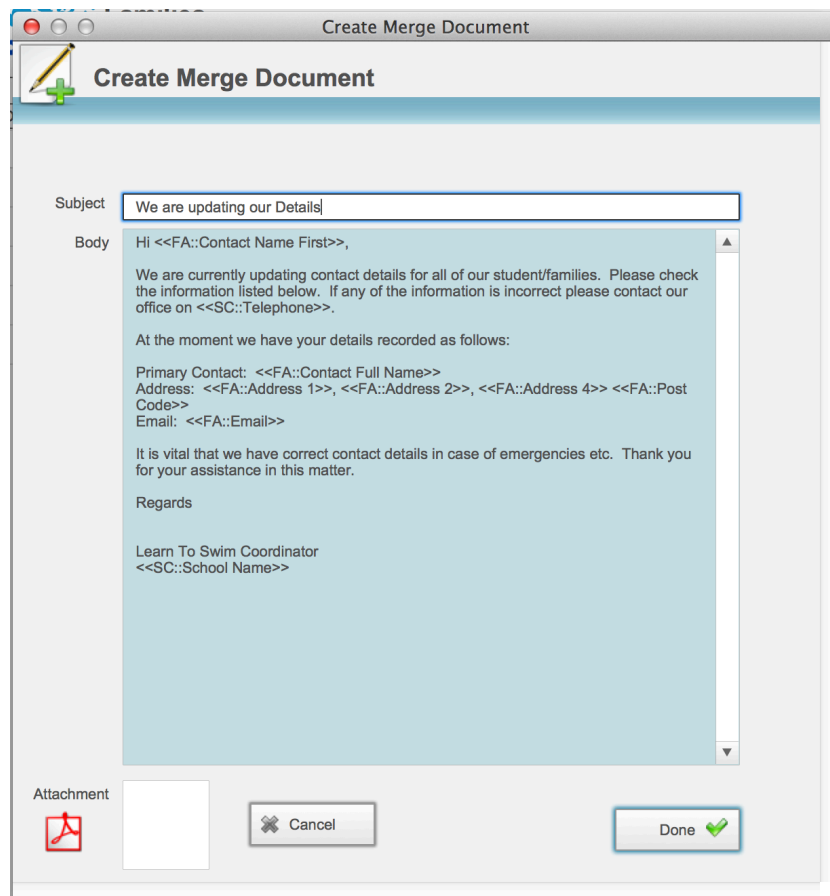 Create Merge Document
Create Merge Document
Subject
We are updating our Details
Body
Hi <<FA::Contact Name First>>,
We are currently updating contact details for all of our student/families.  Please check
the information listed below.  If any of the information is incorrect please contact our
office on <<SC::Telephone>>.
At the moment we have your details recorded as follows:
Primary Contact:  <<FA::Contact Full Name>>
Address:  <<FA::Address 1>>, <<FA::Address 2>>, <<FA::Address 4>> <<FA::Post
Code>>
Email:  <<FA::Email>>
It is vital that we have correct contact details in case of emergencies etc.  Thank you
for your assistance in this matter.
Regards
Learn To Swim Coordinator
<<SC::School Name>>
Attachment
Cancel
Done